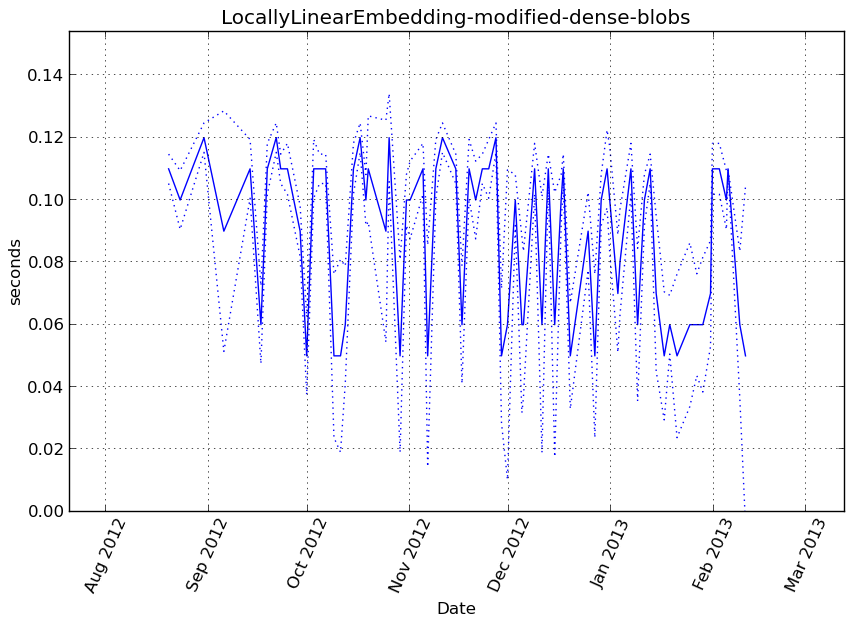 LocallyLinearEmbedding-modified-dense-blobs
0.14
0.12
0.10
0.08
0.06
0.04
0.02
0.00
seconds
Aug 2012
Sep 2012
Oct 2012
Nov 2012
Dec 2012
Jan 2013
Feb 2013
Mar 2013
Date